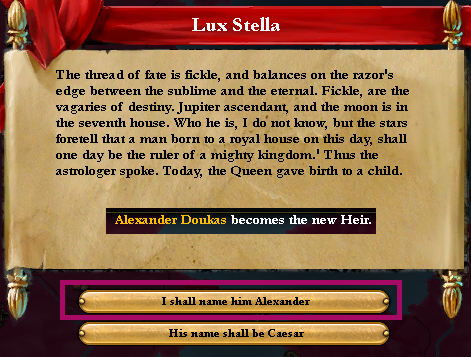 Lux Stella
The thread of fate is fickle, and balances on the razor's
edge between the sublime and the eternal. Fickle, are the
vagaries of destiny. Jupiter ascendant, and the moon is in
the seventh house. Who he is, I do not know, but the stars
foretell that a man born to a royal house on this day, shall
one day be the ruler of a mighty kingdom.' Thus the
astrologer spoke. Today, the Queen gave birth to a child.
Alexander Doukas becomes the new Heir.
I shall name him Alexander
His name shall be Caesar